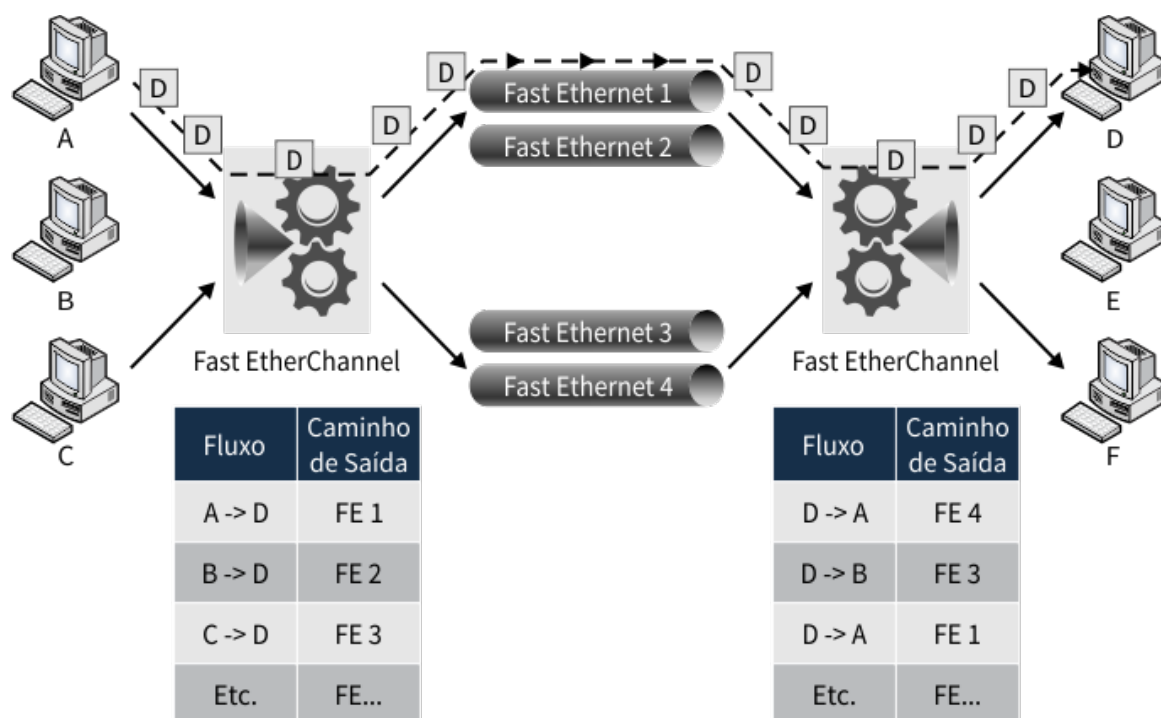 A
B
C
D
D
D
D
D
Fast Ethernet 1
Fast Ethernet 2
Fast Ethernet 3
Fast Ethernet 4
D
D
D
D
D
E
F
Fast EtherChannel
Fast EtherChannel
Fluxo
Caminho
de Saída
A -> D
FE 1
B -> D
FE 2
C -> D
FE 3
Etc.
FE...
Fluxo
Caminho
de Saída
D -> A
FE 4
D -> B
FE 3
D -> A
FE 1
Etc.
FE...